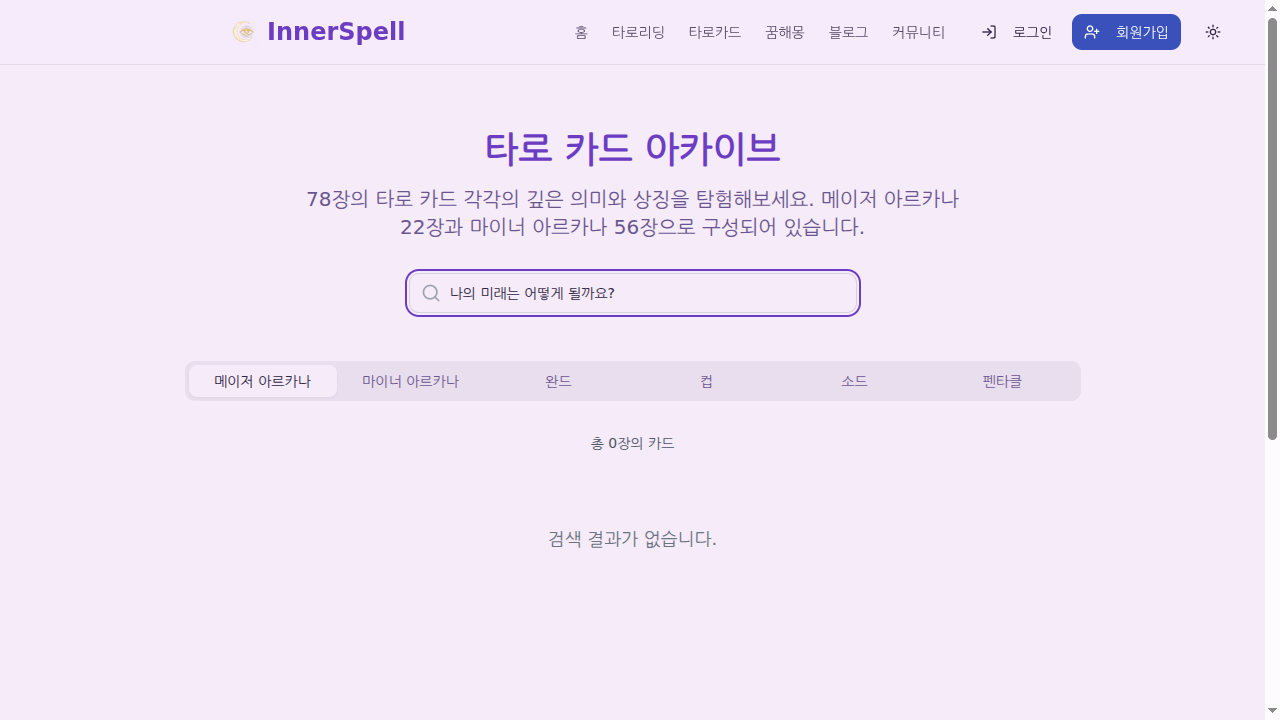 InnerSpell
홈
타로리딩
타로카드
꿈해몽
블로그
커뮤니티
로그인
회원가입
타로 카드 아카이브
78장의 타로 카드 각각의 깊은 의미와 상징을 탐험해보세요. 메이저 아르카나
22장과 마이너 아르카나 56장으로 구성되어 있습니다.
나의 미래는 어떻게 될까요?
메이저 아르카나
마이너 아르카나
완드
컵
소드
펜타클
총 0장의 카드
검색 결과가 없습니다.